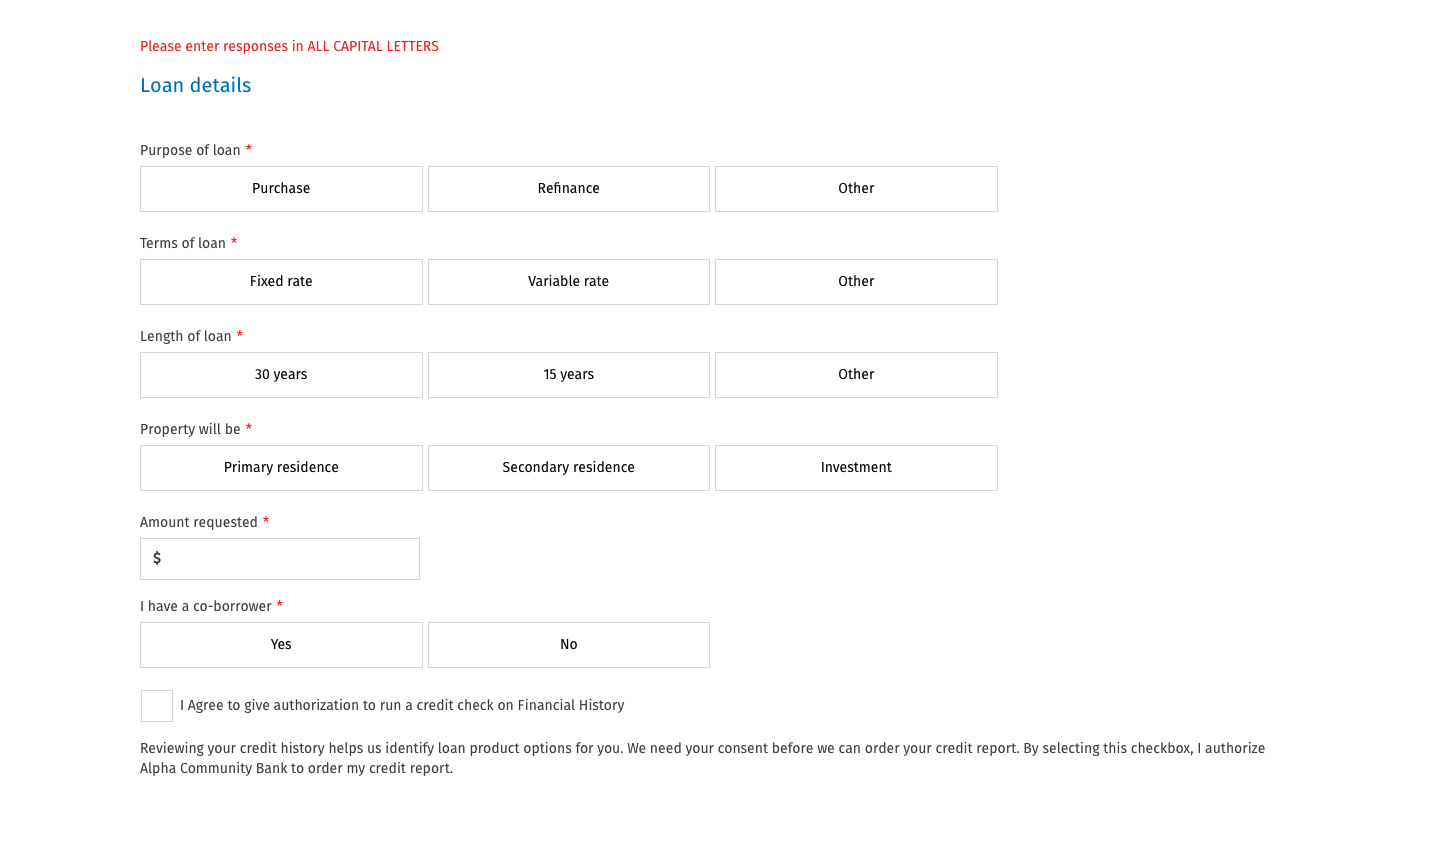 Please enter responses in ALL CAPITAL LETTERS
Loan details
Purpose of loan *
Purchase
Refinance
Other
Terms of loan *
Fixed rate
Variable rate
Other
Length of loan *
30 years
15 years
Other
Property will be *
Primary residence
Secondary residence
Investment
Amount requested *
$
I have a co-borrower *
Yes
No
I Agree to give authorization to run a credit check on Financial History
Reviewing your credit history helps us identify loan product options for you. We need your consent before we can order your credit report. By selecting this checkbox, I authorize
Alpha Community Bank to order my credit report.